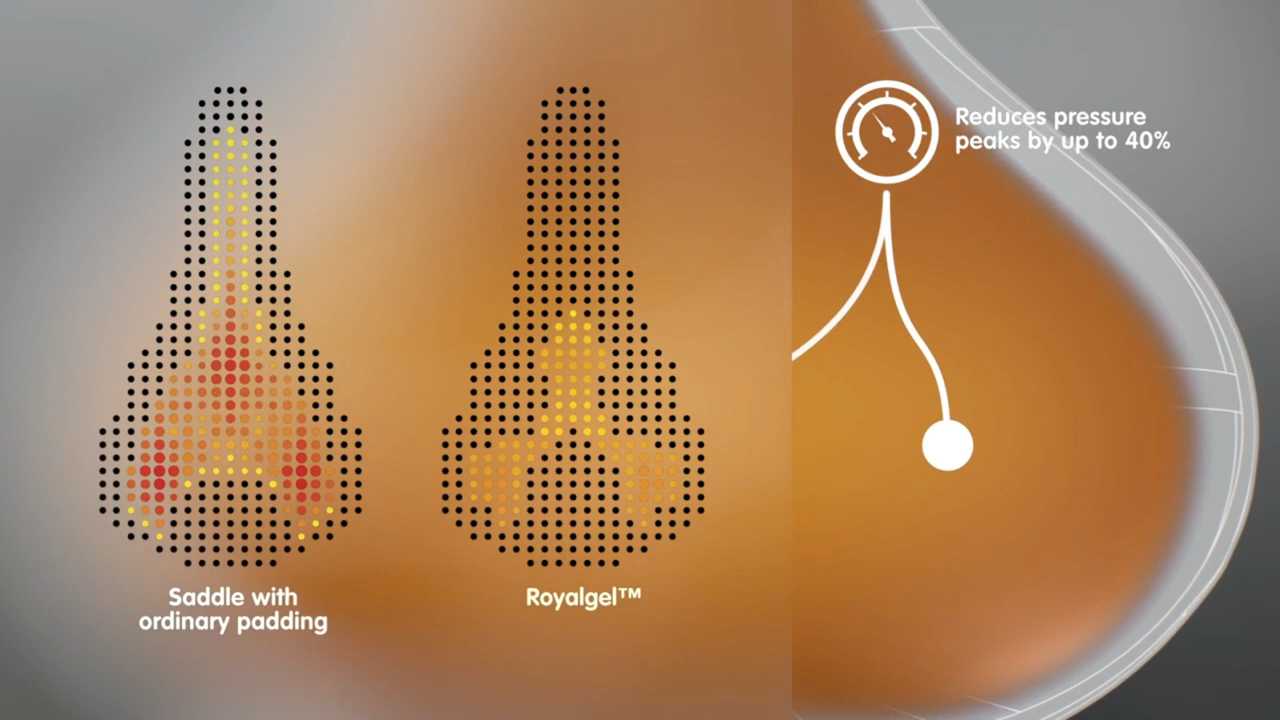 Reduces pressure
peaks by up to 40%
Saddle with
ordinary padding
Royalgel™